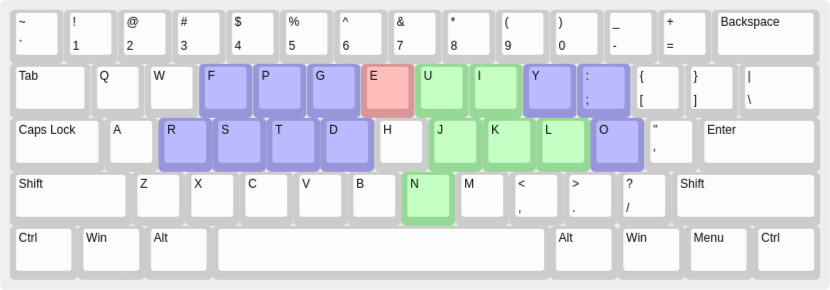 ~ ! @ # $ % ^ & * ( ) _ + Backspace
` 1 2 3 4 5 6 7 8 9 0 - =
Tab Q W F P G E U I Y : { } |
; [ ] \
Caps Lock A R S T D H J K L O " Enter
'
Shift Z X C V B N M < > ? Shift
, . /
Ctrl Win Alt Alt Win Menu Ctrl